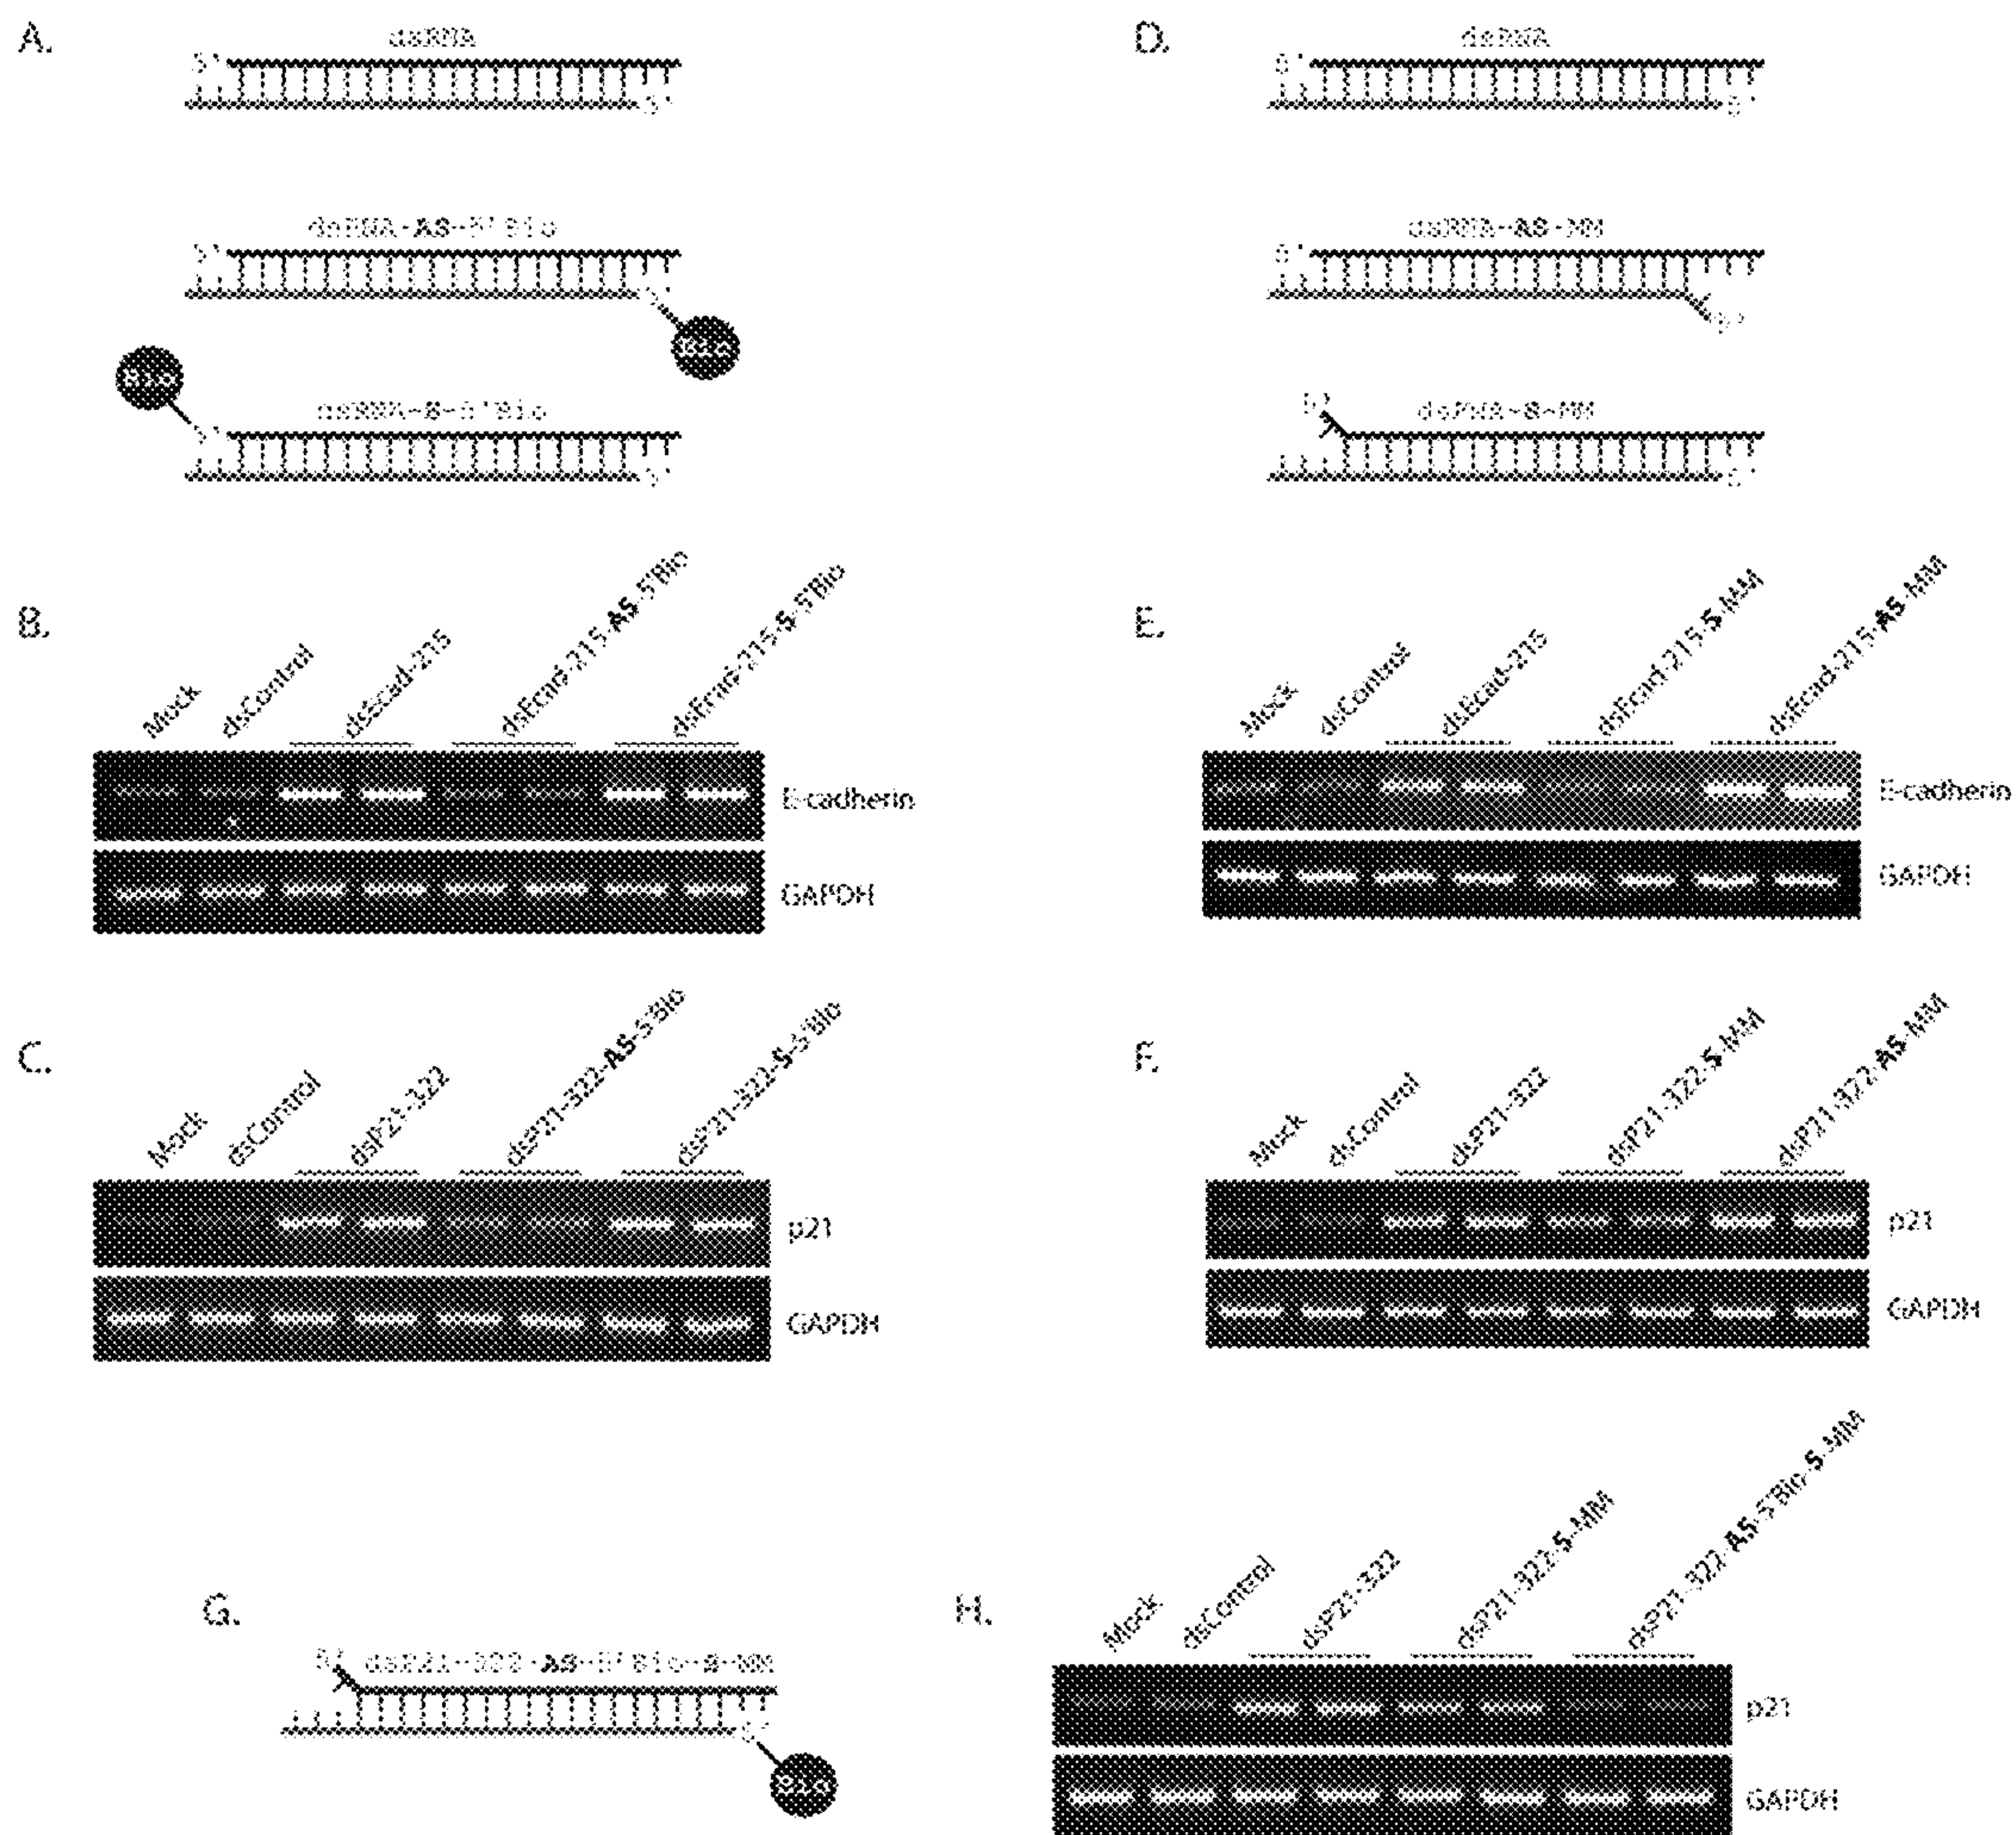 A.
dsRNA
5'
dsRNA-AS-5'Bio
5'
Bio
Bio
dsRNA-S-5'Bio
5'
D.
dsRNA
dsRNA-AS-MM
dsRNA-S-MM
B.
Mock
dsControl
dsEcad-215
dsEcad-215-AS-5'Bio
dsEcad-215-S-5'Bio
E-cadherin
GAPDH
E.
Mock
dsControl
dsEcad-215
dsEcad-215-S-MM
dsEcad-215-AS-MM
E-cadherin
GAPDH
C.
Mock
dsControl
dsP21-322
dsP21-322-AS-5'Bio
dsP21-322-S-5'Bio
p21
GAPDH
F.
Mock
dsControl
dsP21-322
dsP21-322-S-MM
dsP21-322-AS-MM
p21
GAPDH
G.
dsP21-322-AS-5'Bio-S-MM
Bio
H.
Mock
dsControl
dsP21-322
dsP21-322-S-MM
dsP21-322-AS-5'Bio-S-MM
p21
GAPDH